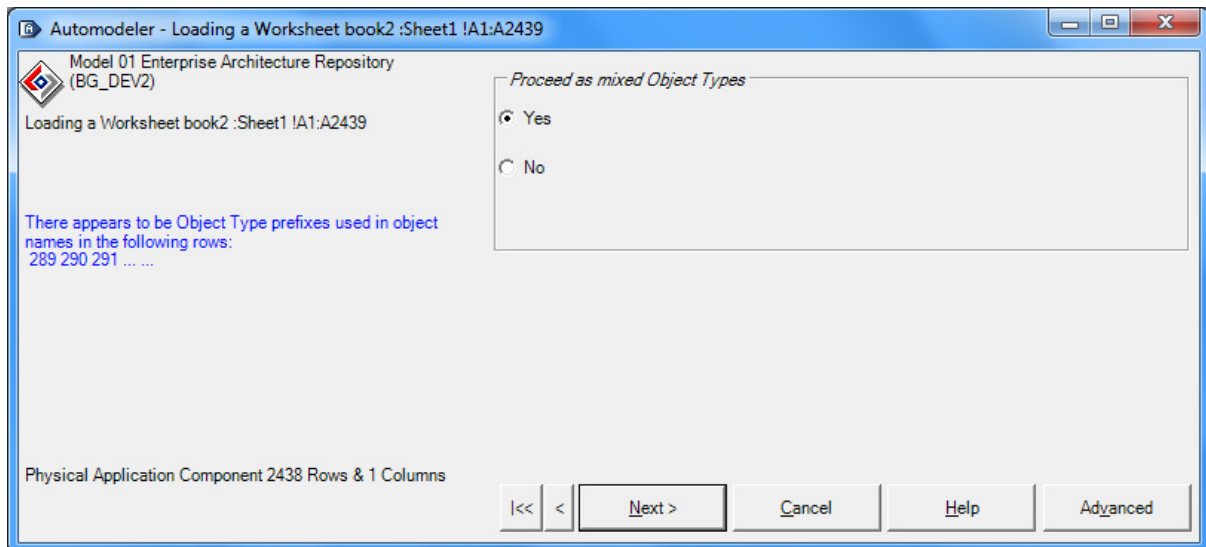 Automodeler - Loading a Worksheet book2 :Sheet1 !A1:A2439
Model 01 Enterprise Architecture Repository
(BG_DEV2)
Loading a Worksheet book2 :Sheet1 !A1:A2439
There appears to be Object Type prefixes used in object
names in the following rows:
289 290 291 ... ...
Physical Application Component 2438 Rows & 1 Columns
Proceed as mixed Object Types
Yes
No
|<< < Next > Cancel Help Advanced